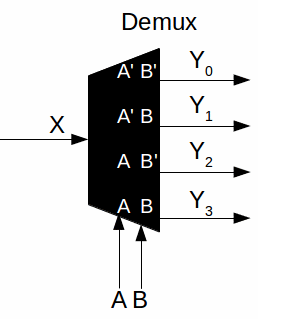 Demux
A' B' Y0
A' B Y1
X
A B' Y2
A B Y3
A B